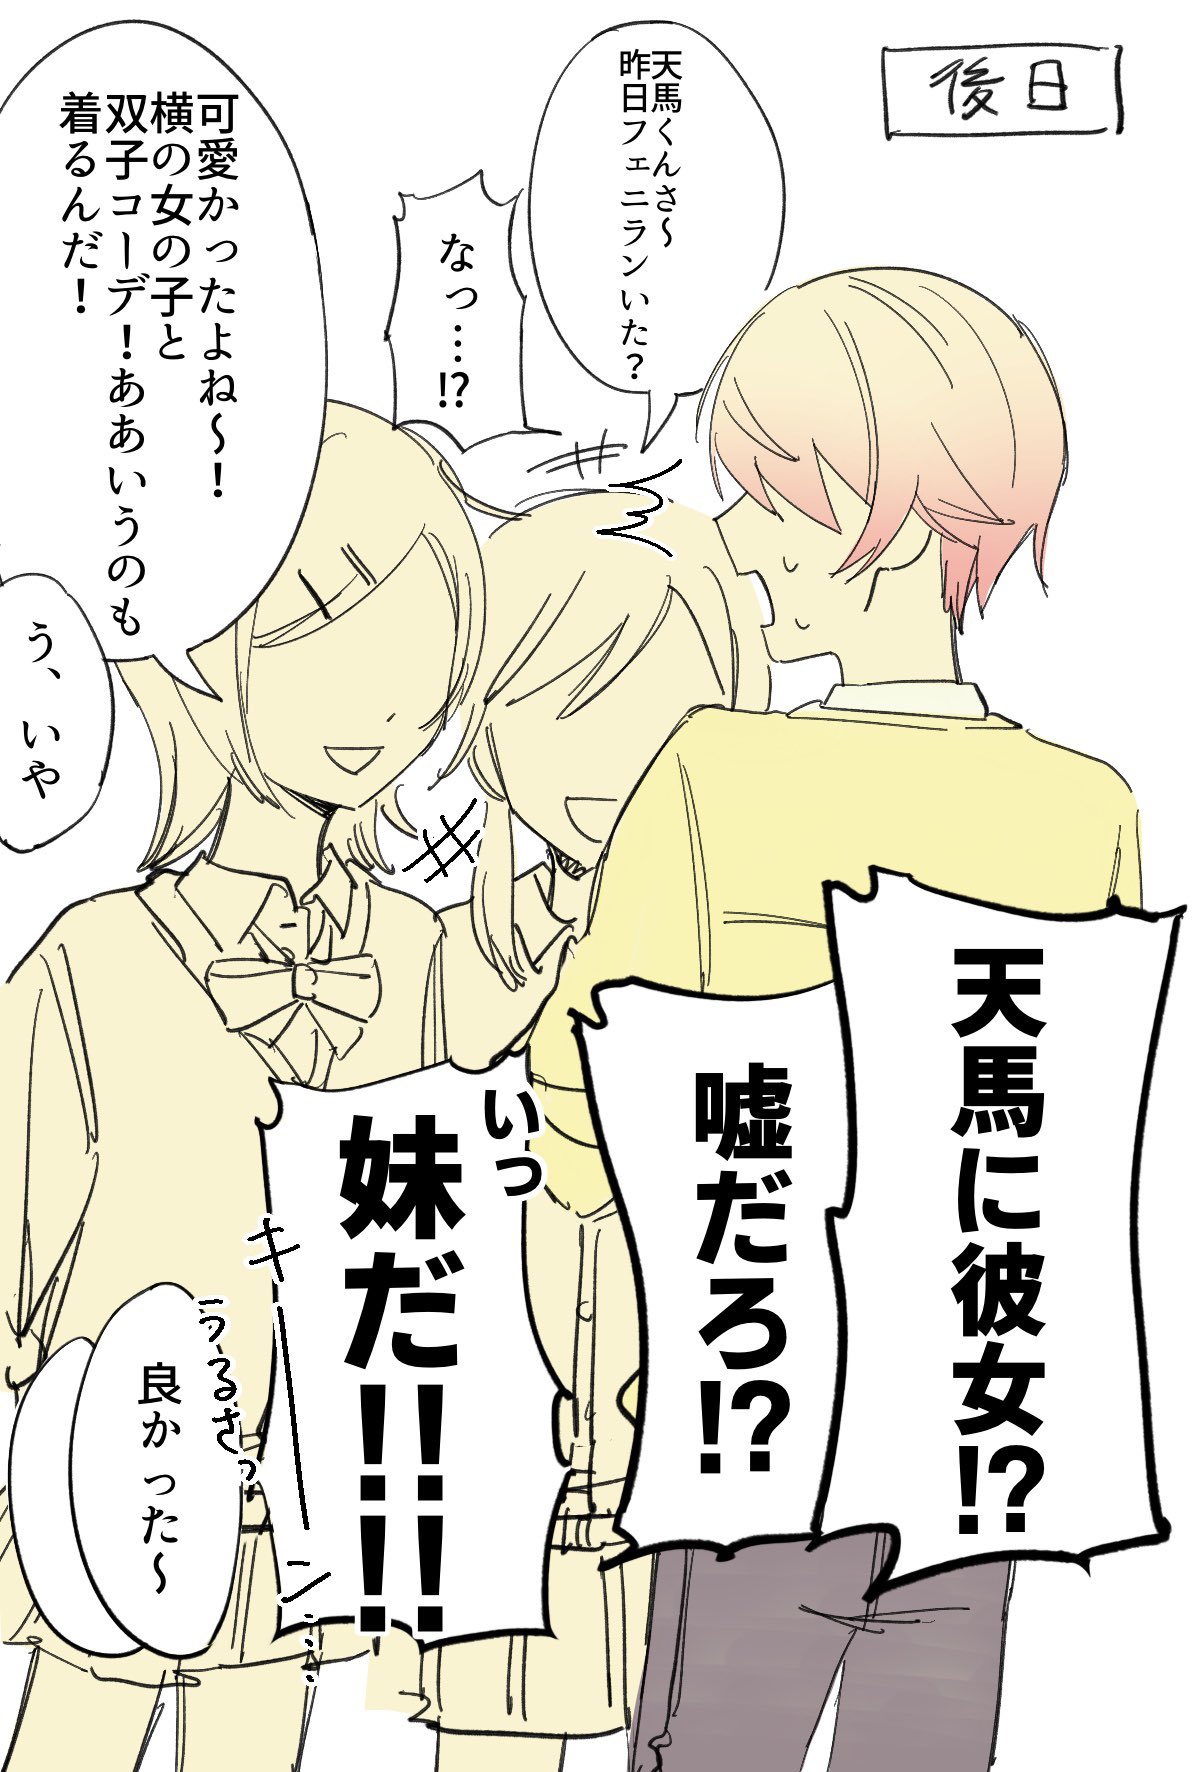 後日
天馬くんさ〜
昨日フェニランいた?
なっ…!?
可愛かったよね〜!
横の女の子と
双子コーデ!ああいうのも
着るんだ!
う、いや
天馬に彼女!?
嘘だろ!?
いっ
妹だ!!!!
キーーン…
うるさっ
良かった〜